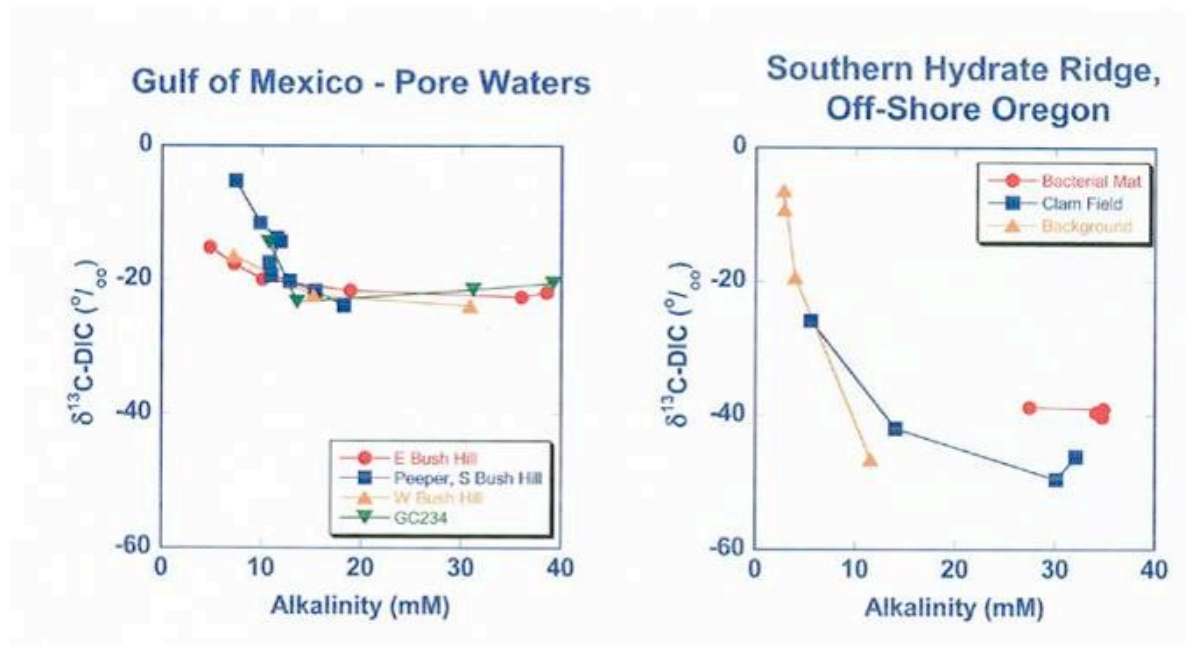 Gulf of Mexico - Pore Waters
0
-20
-40
-60
δ¹³C-DIC (°/₀₀)
E Bush Hill
Peeper, S Bush Hill
W Bush Hill
GC234
0
10
20
30
40
Alkalinity (mM)
Southern Hydrate Ridge,
Off-Shore Oregon
0
-20
-40
-60
δ¹³C-DIC (°/₀₀)
Bacterial Mat
Clam Field
Background
0
10
20
30
40
Alkalinity (mM)